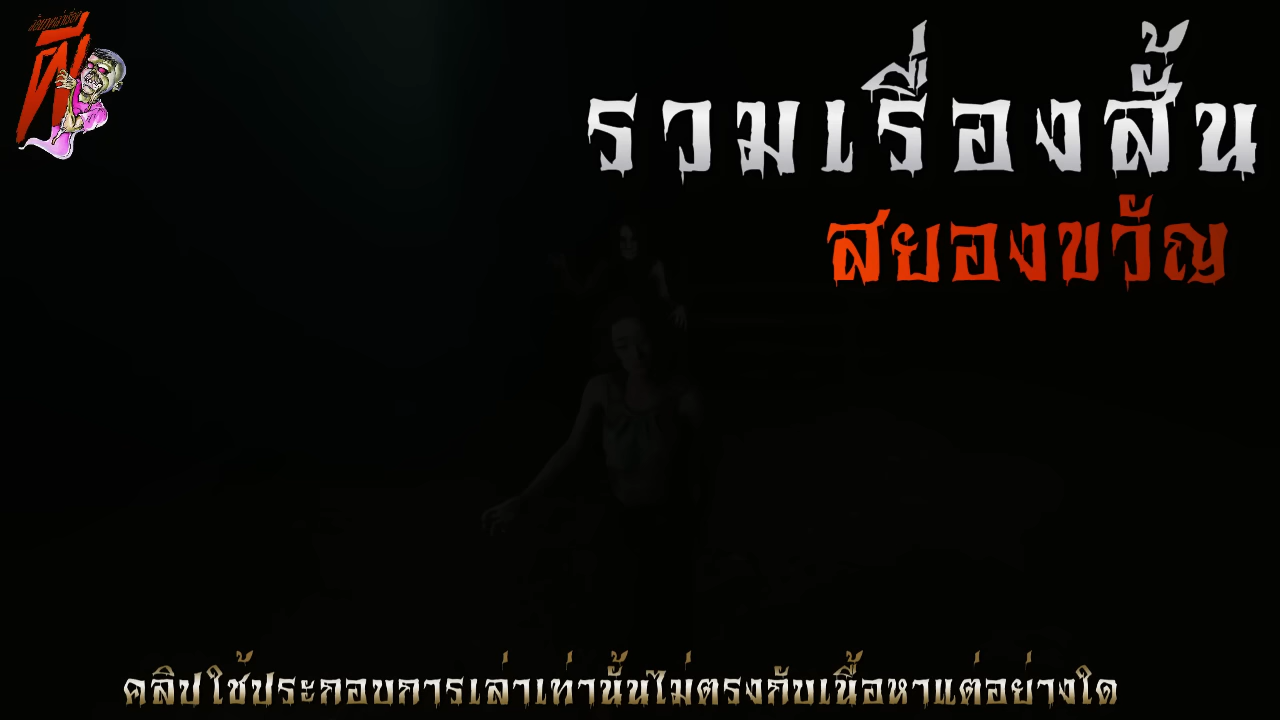 ผี
รวมเรื่องสั้น
สยองขวัญ
คลิปใช้ประกอบการเล่าเท่านั้นไม่ตรงกับเนื้อหาแต่อย่างใด